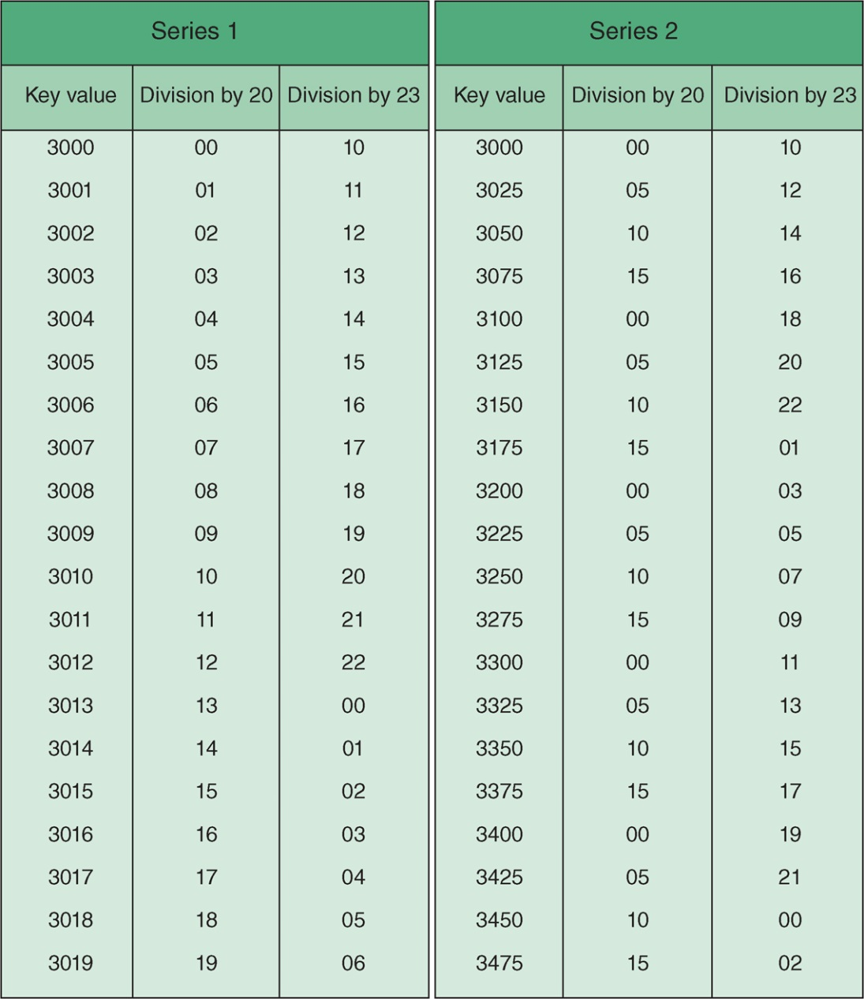 Series 1 Series 2
Key value Division by 20 Division by 23 Key value Division by 20 Division by 23
3000 00 10 3000 00 10
3001 01 11 3025 05 12
3002 02 12 3050 10 14
3003 03 13 3075 15 16
3004 04 14 3100 00 18
3005 05 15 3125 05 20
3006 06 16 3150 10 22
3007 07 17 3175 15 01
3008 08 18 3200 00 03
3009 09 19 3225 05 05
3010 10 20 3250 10 07
3011 11 21 3275 15 09
3012 12 22 3300 00 11
3013 13 00 3325 05 13
3014 14 01 3350 10 15
3015 15 02 3375 15 17
3016 16 03 3400 00 19
3017 17 04 3425 05 21
3018 18 05 3450 10 00
3019 19 06 3475 15 02